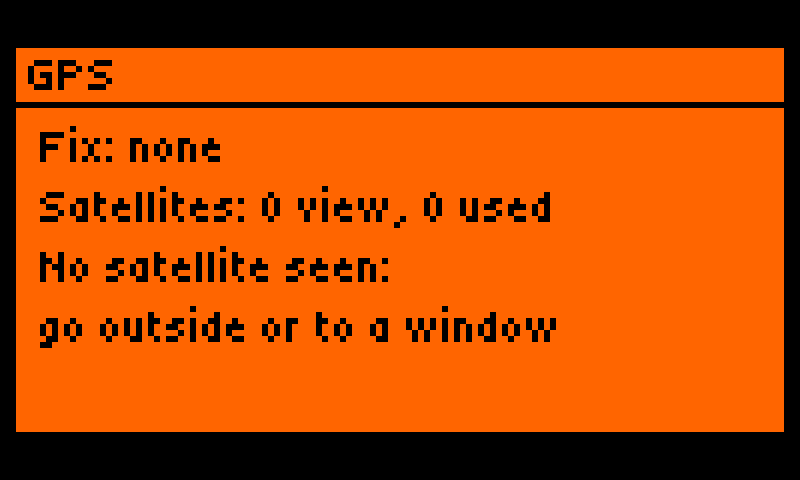 GPS
Fix: none
Satellites: 0 view, 0 used
No satellite seen:
go outside or to a window